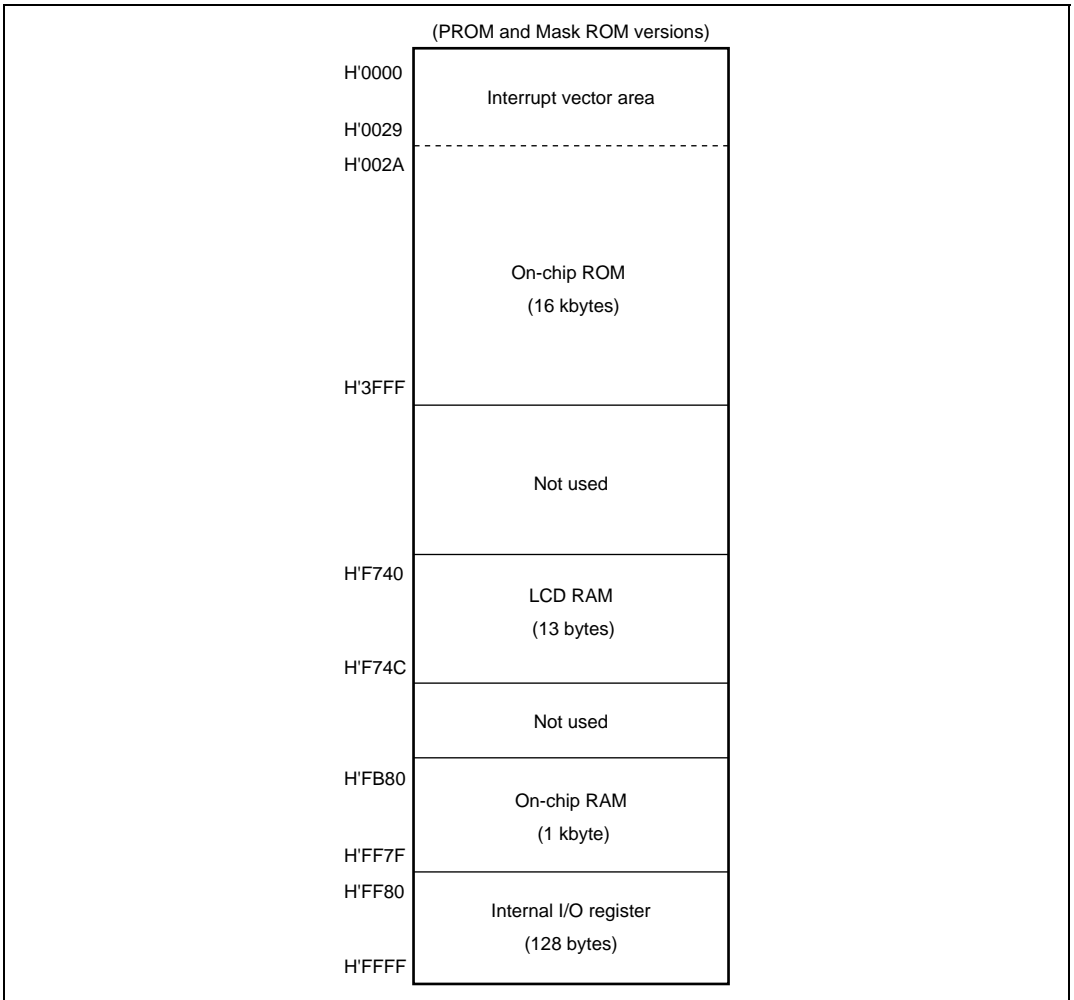 (PROM and Mask ROM versions)
H'0000
Interrupt vector area
H'0029
H'002A
On-chip ROM
(16 kbytes)
H'3FFF
Not used
H'F740
LCD RAM
(13 bytes)
H'F74C
Not used
H'FB80
On-chip RAM
(1 kbyte)
H'FF7F
H'FF80
Internal I/O register
(128 bytes)
H'FFFF